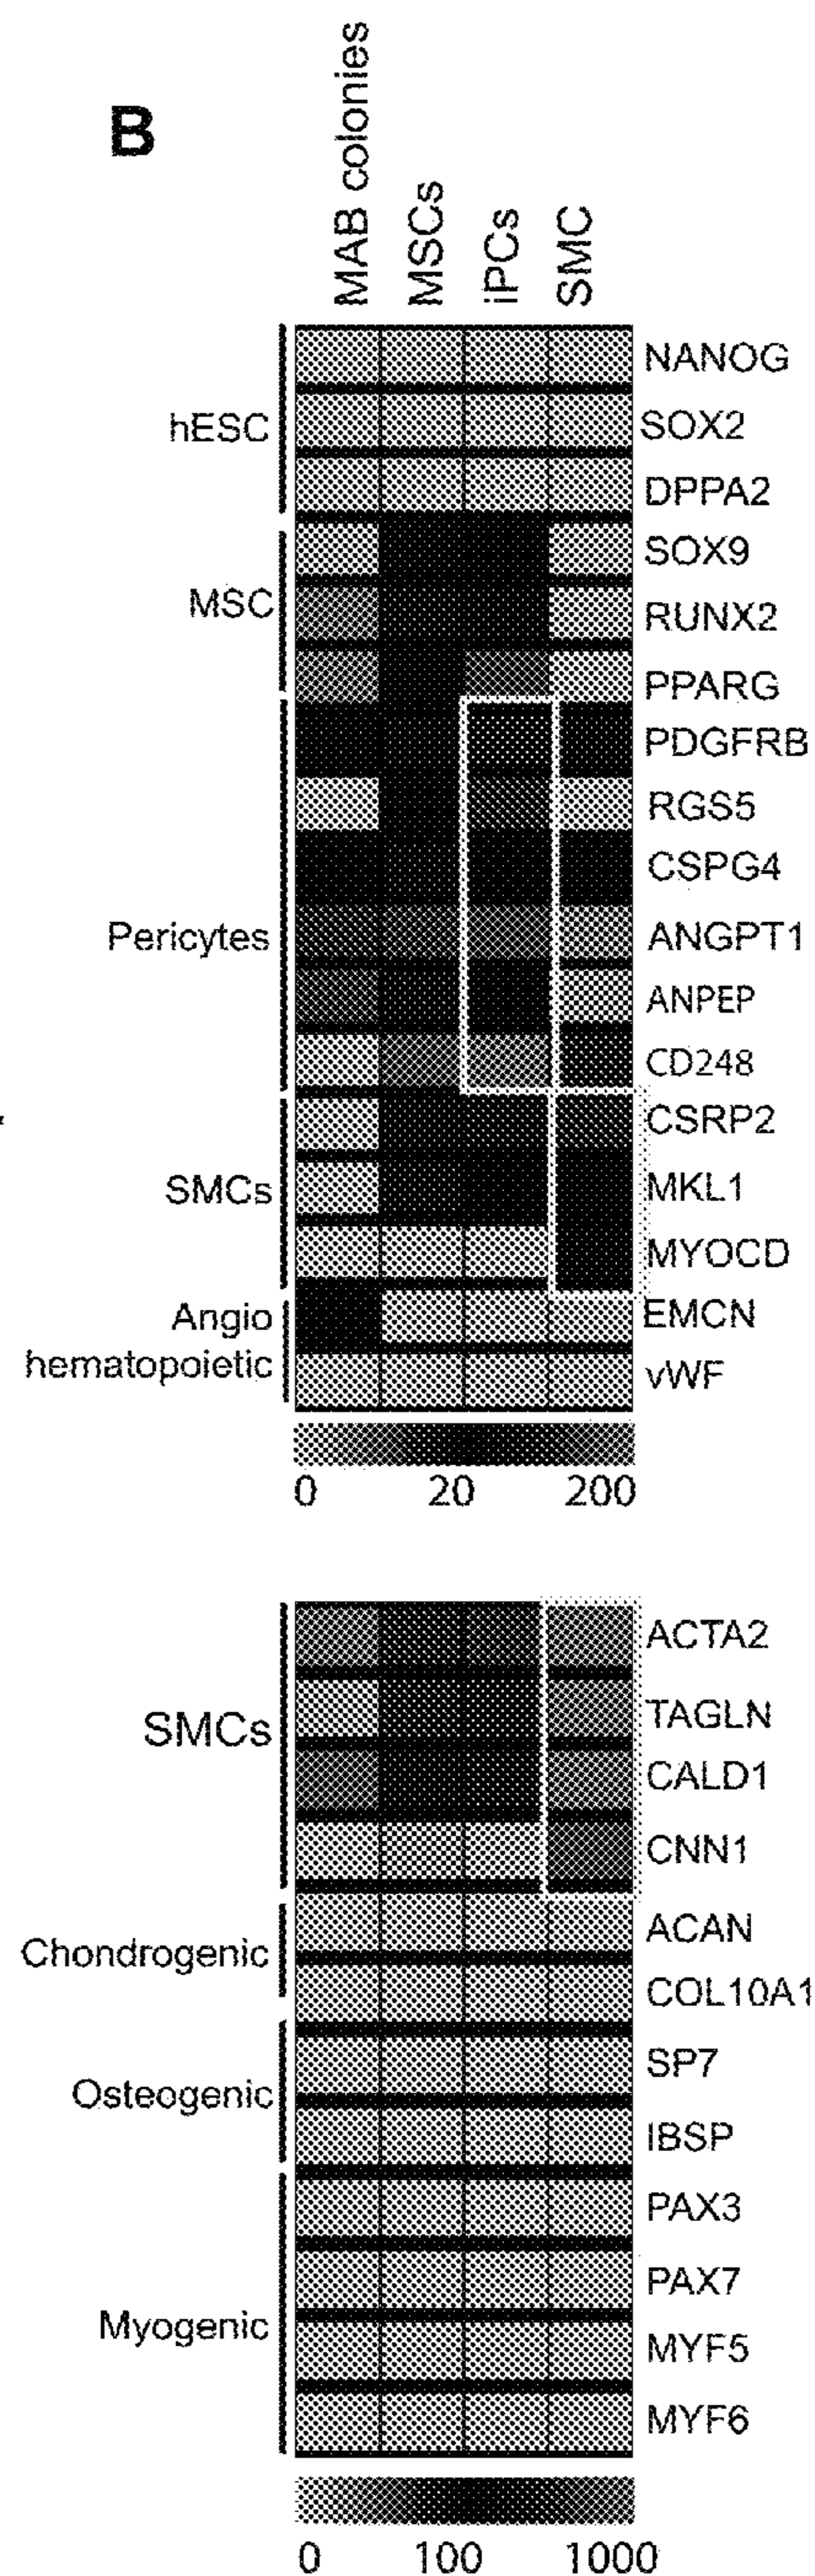 B
MAB colonies
MSCs
iPCs
SMC
hESC
NANOG
SOX2
DPPA2
MSC
SOX9
RUNX2
PPARG
Pericytes
PDGFRB
RGS5
CSPG4
ANGPT1
ANPEP
CD248
SMCs
CSRP2
MKL1
MYOCD
Angio
hematopoietic
EMCN
vWF
0 20 200
SMCs
ACTA2
TAGLN
CALD1
CNN1
Chondrogenic
ACAN
COL10A1
Osteogenic
SP7
IBSP
Myogenic
PAX3
PAX7
MYF5
MYF6
0 100 1000